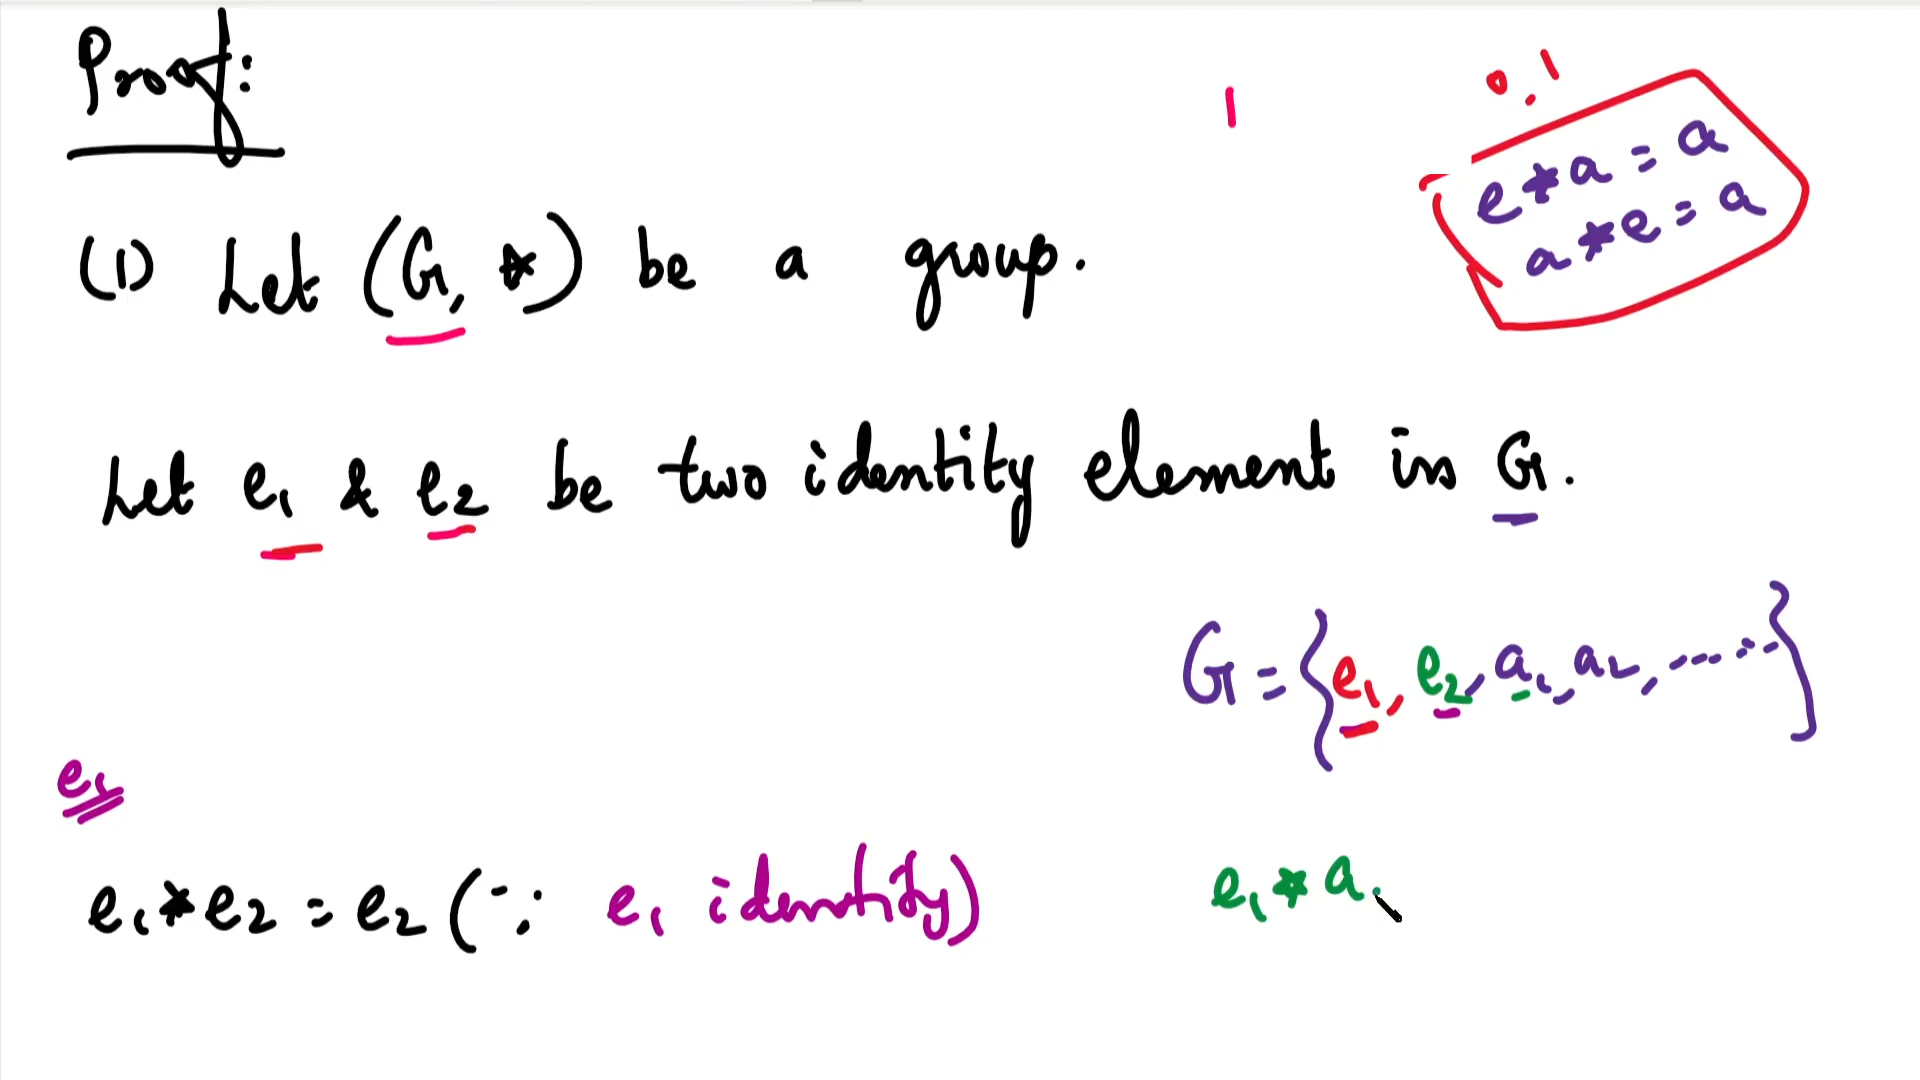 Proof:
1
0, 1
e*a = a
a*e = a
(1) Let (G, *) be a group.
Let e₁ & e₂ be two identity element in G.
G = {e₁, e₂, a₁, a₂, ........}
e₁
e₁*e₂ = e₂ (∵ e₁ identity)
e₁ * a.